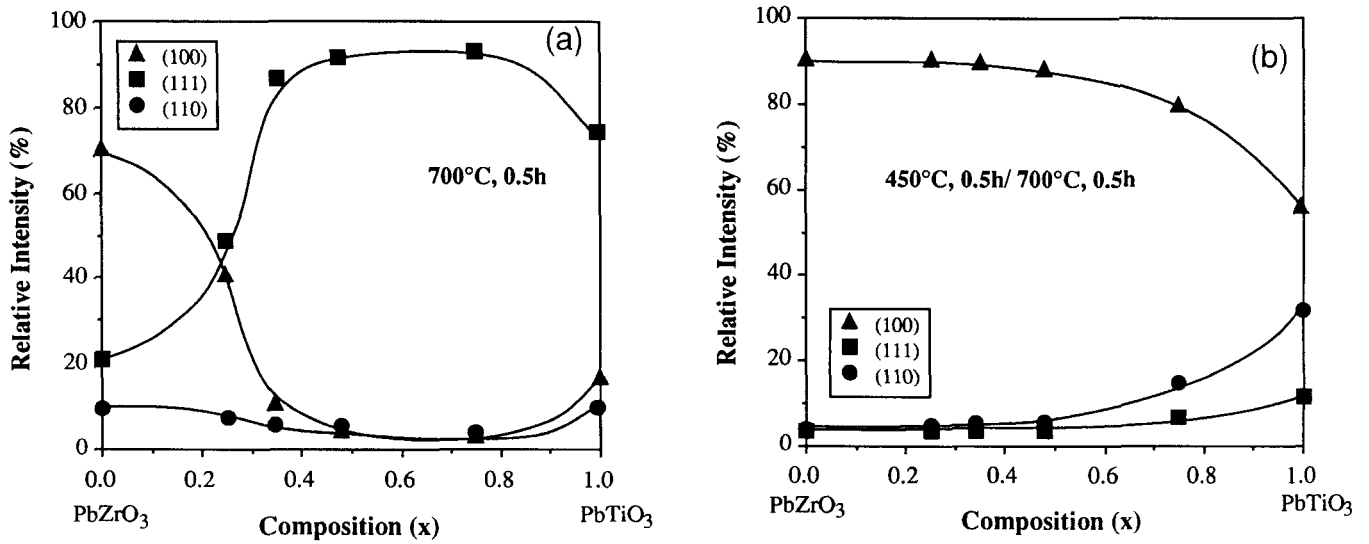 (a)
100
80
60
40
20
0
Relative Intensity (%)
(100)
(111)
(110)
700°C, 0.5h
0.0
0.2
0.4
0.6
0.8
1.0
PbZrO3
Composition (x)
PbTiO3
(b)
100
80
60
40
20
0
Relative Intensity (%)
450°C, 0.5h/ 700°C, 0.5h
(100)
(111)
(110)
0.0
0.2
0.4
0.6
0.8
1.0
PbZrO3
Composition (x)
PbTiO3